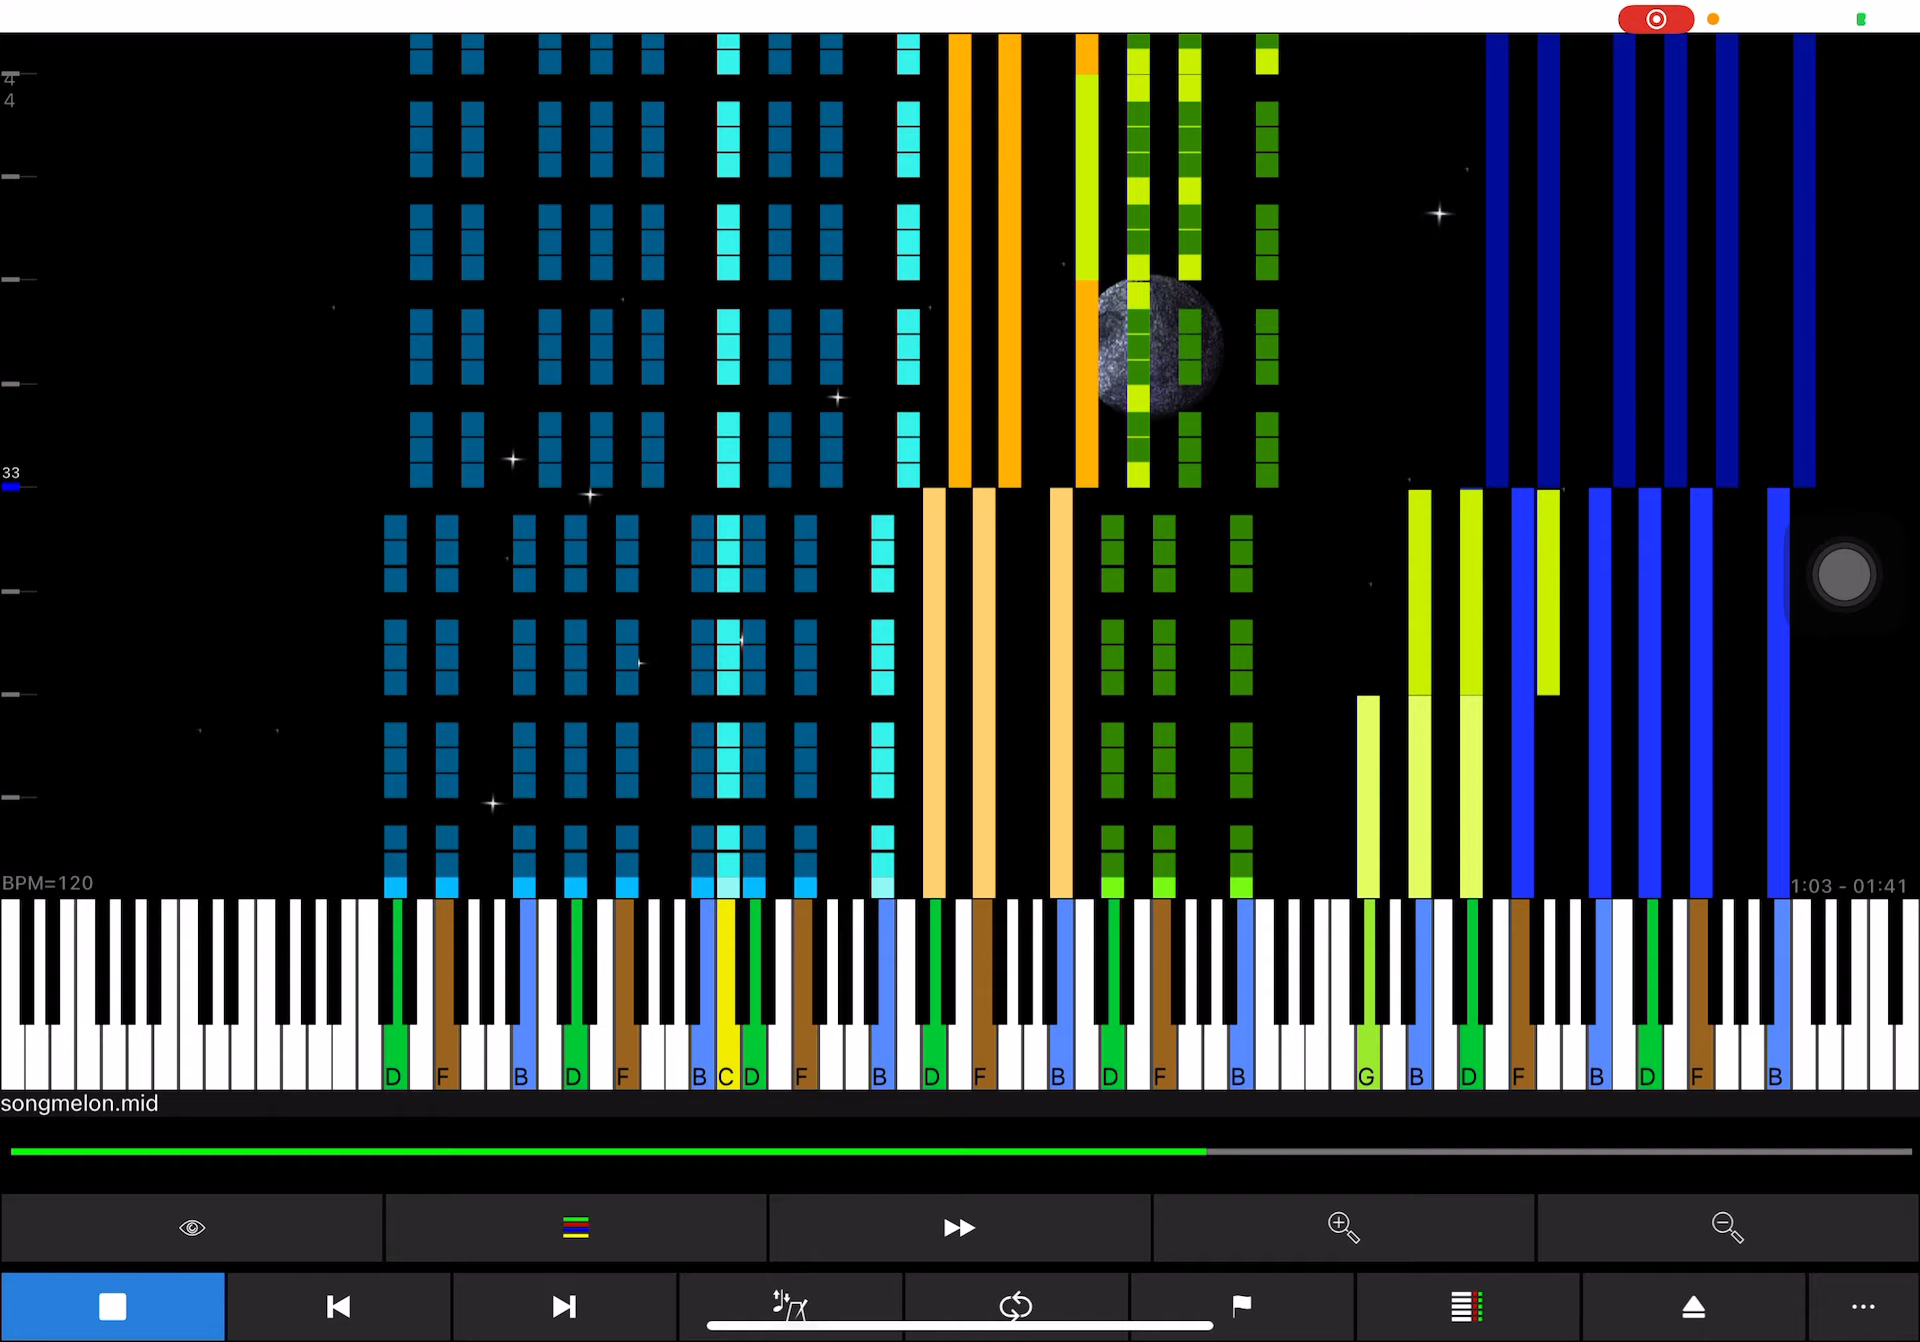 4
4
33
BPM=120
1:03 - 01:41
D F B D F B C D F B D F B D F B G B D F B D F B
songmelon.mid